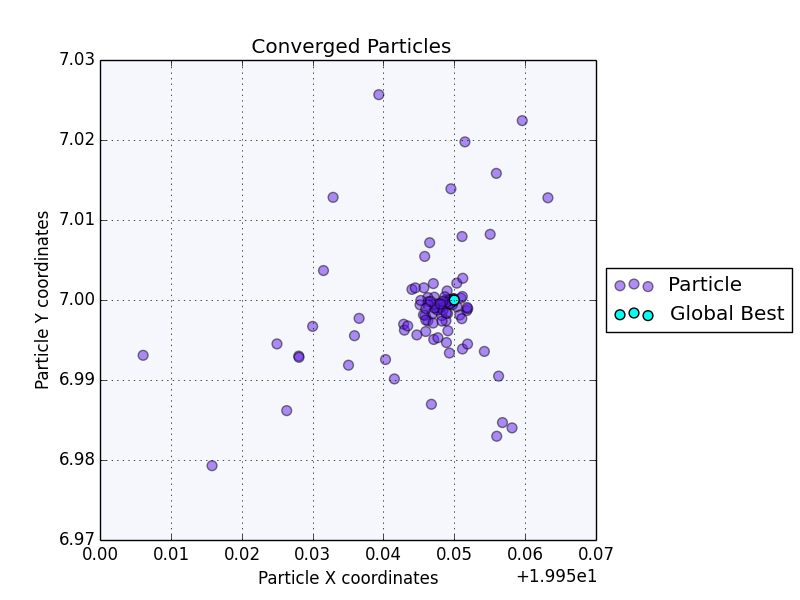 Converged Particles
7.03
7.02
7.01
7.00
6.99
6.98
6.97
Particle Y coordinates
0.00 0.01 0.02 0.03 0.04 0.05 0.06 0.07
Particle X coordinates
+1.995e1
Particle
Global Best